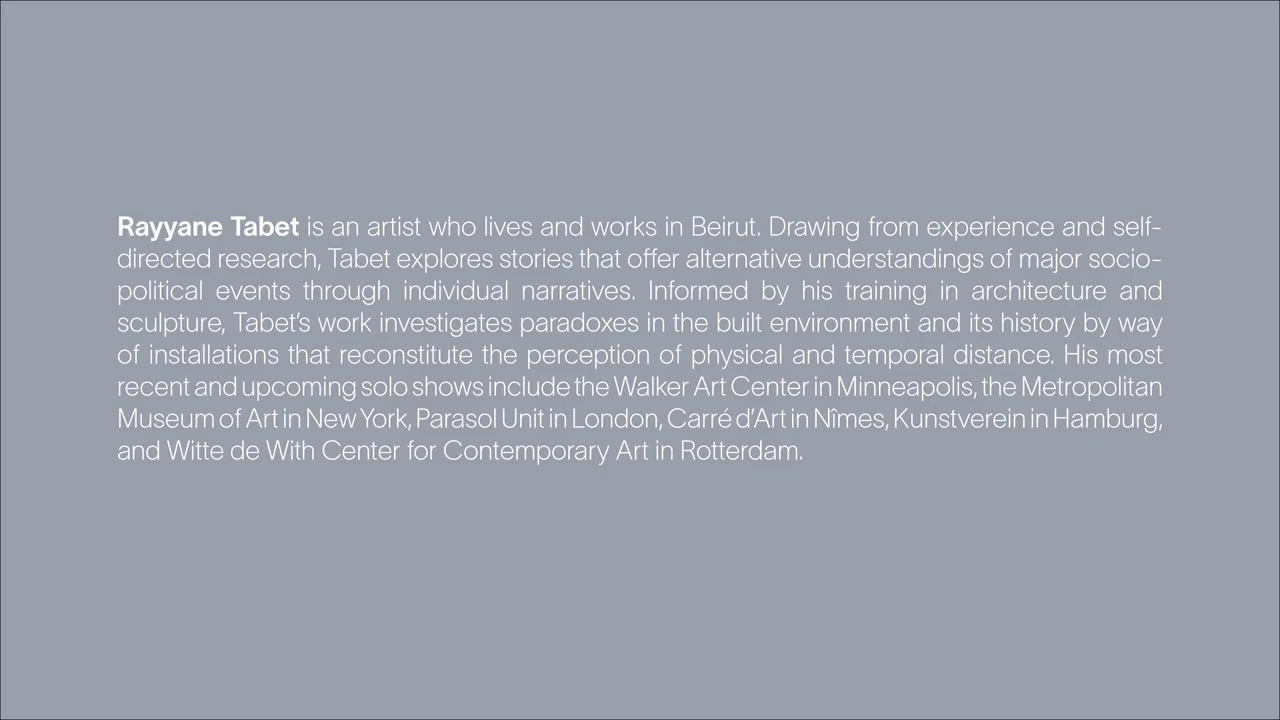 Rayyane Tabet is an artist who lives and works in Beirut. Drawing from experience and self-
directed research, Tabet explores stories that offer alternative understandings of major socio-
political events through individual narratives. Informed by his training in architecture and
sculpture, Tabet’s work investigates paradoxes in the built environment and its history by way
of installations that reconstitute the perception of physical and temporal distance. His most
recent and upcoming solo shows include the Walker Art Center in Minneapolis, the Metropolitan
Museum of Art in New York, Parasol Unit in London, Carré d’Art in Nîmes, Kunstverein in Hamburg,
and Witte de With Center for Contemporary Art in Rotterdam.